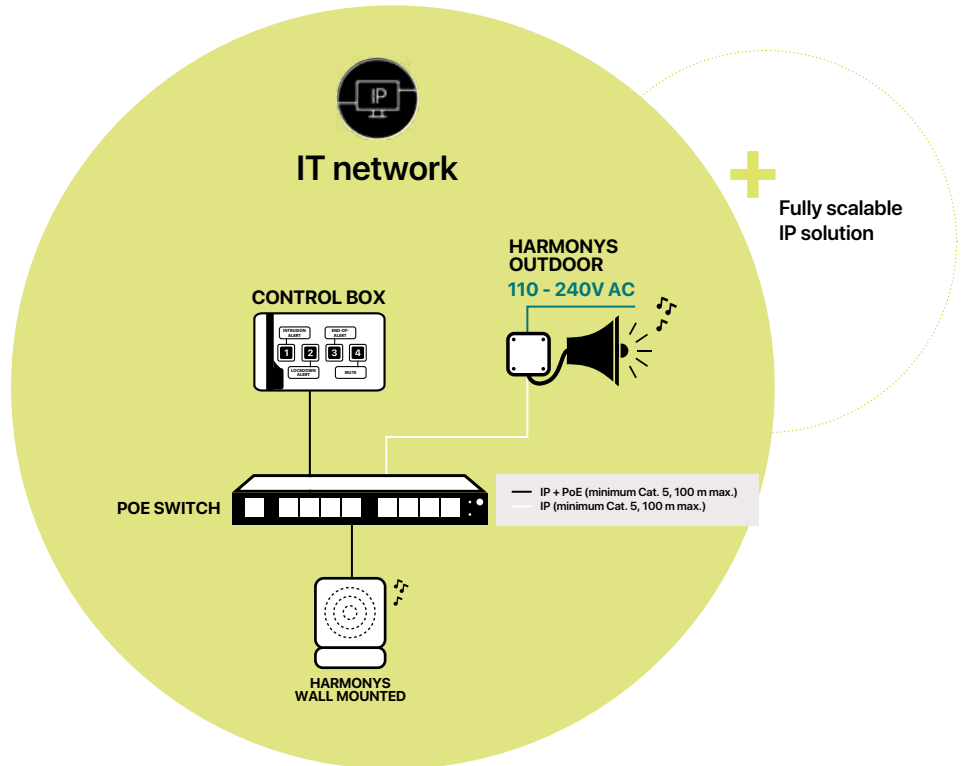 IP
IT network
Fully scalable
IP solution
HARMONYS
OUTDOOR
110 - 240V AC
CONTROL BOX
INTRUSION
ALERT
END-OF-
ALERT
1
2
3
4
LOCKDOWN
ALERT
MUTE
POE SWITCH
IP + PoE (minimum Cat. 5, 100 m max.)
IP (minimum Cat. 5, 100 m max.)
HARMONYS
WALL MOUNTED